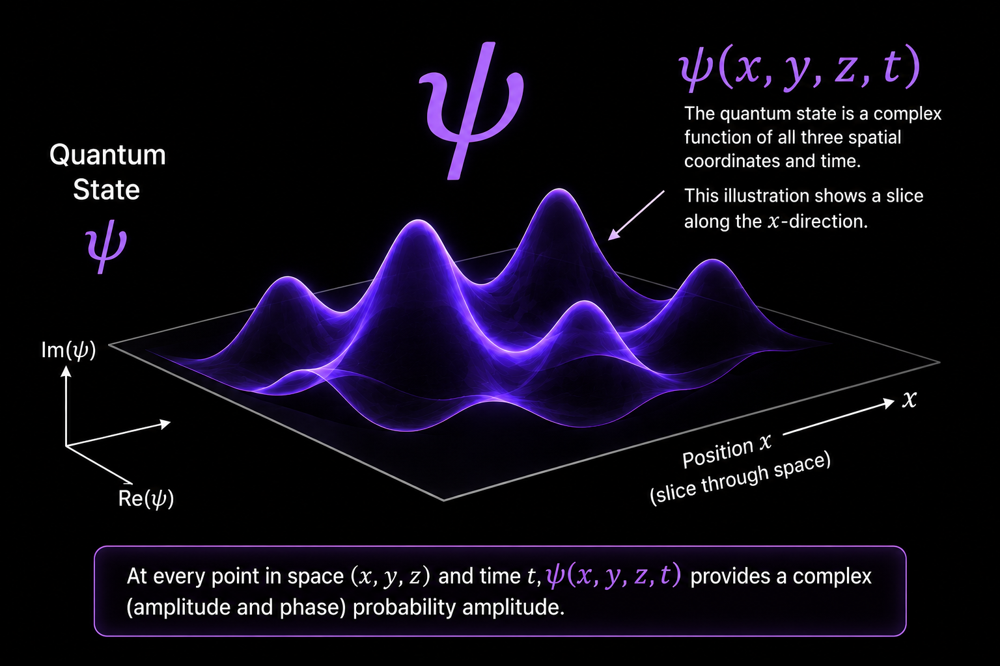 ψ
ψ(x, y, z, t)
The quantum state is a complex
function of all three spatial
coordinates and time.
This illustration shows a slice
along the x-direction.
Quantum
State
ψ
Im(ψ)
Re(ψ)
x
Position x
(slice through space)
At every point in space (x, y, z) and time t, ψ(x, y, z, t) provides a complex
(amplitude and phase) probability amplitude.